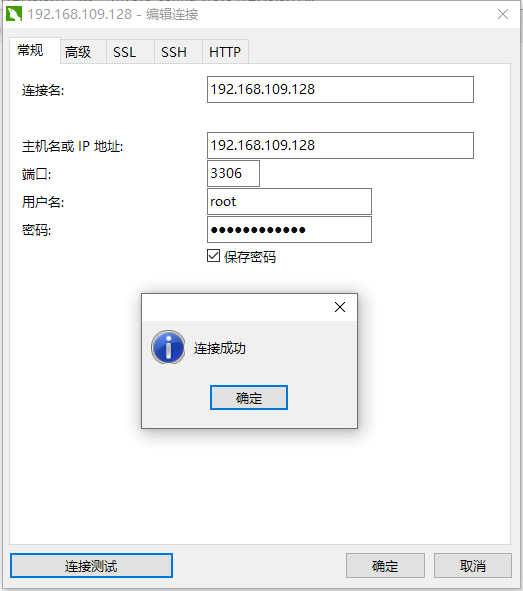 192.168.109.128 - 编辑连接
常规 高级 SSL SSH HTTP
连接名: 192.168.109.128
主机名或 IP 地址: 192.168.109.128
端口: 3306
用户名: root
密码: ●●●●●●●●●●●●
保存密码
连接成功
确定
连接测试 确定 取消